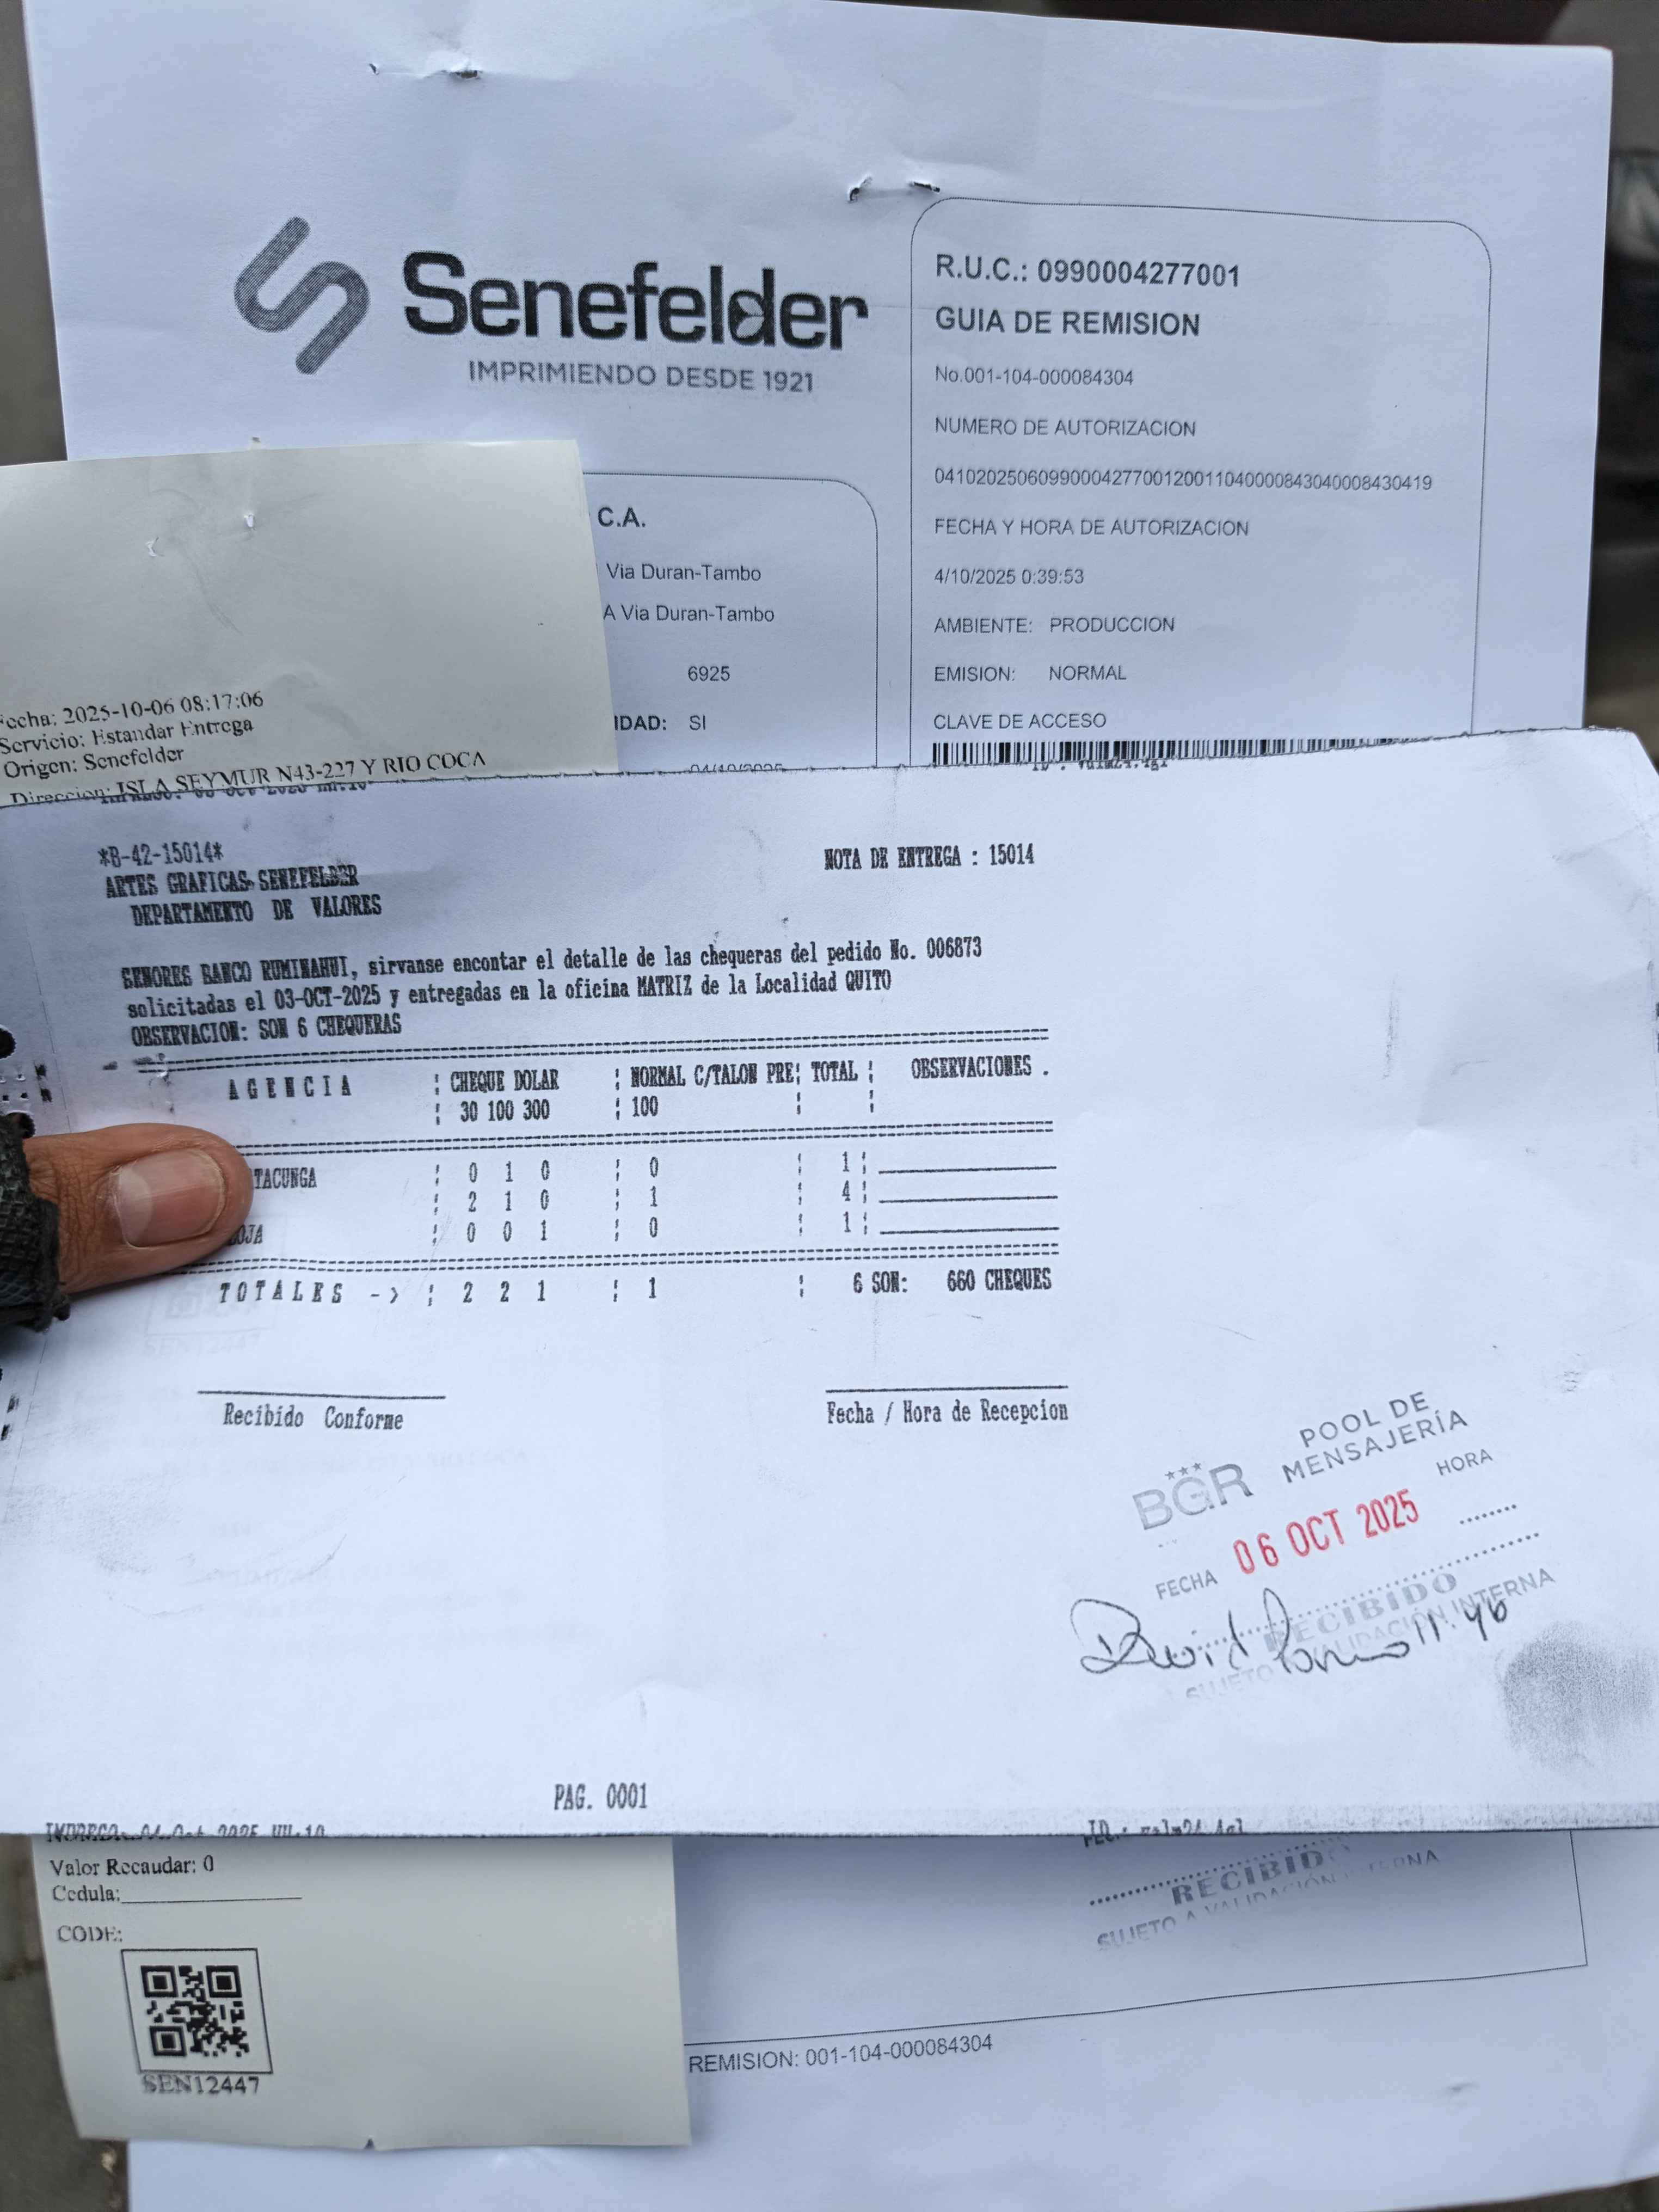 Senefelder
IMPRIMIENDO DESDE 1921
R.U.C.: 0990004277001
GUIA DE REMISION
No.001-104-000084304
NUMERO DE AUTORIZACION
0410202506099000427700120011040000843040008430419
FECHA Y HORA DE AUTORIZACION
4/10/2025 0:39:53
AMBIENTE: PRODUCCION
EMISION: NORMAL
CLAVE DE ACCESO
C.A.
Via Duran-Tambo
A Via Duran-Tambo
6925
IDAD: SI
04/10/2025
Fecha: 2025-10-06 08:17:06
Servicio: Estandar Entrega
Origen: Senefelder
Direccion: ISLA SEYMUR N43-227 Y RIO COCA
*B-42-15014*
NOTA DE ENTREGA : 15014
ARTES GRAFICAS SENEFELDER
DEPARTAMENTO DE VALORES
SENORES BANCO RUMINAHUI, sirvanse encontar el detalle de las chequeras del pedido No. 006873
solicitadas el 03-OCT-2025 y entregadas en la oficina MATRIZ de la Localidad QUITO
OBSERVACION: SON 6 CHEQUERAS
AGENCIA ¦ CHEQUE DOLAR ¦ NORMAL C/TALON PRE¦ TOTAL ¦ OBSERVACIONES .
¦ 30 100 300 ¦ 100 ¦ ¦
TACUNGA ¦ 0 1 0 ¦ 0 ¦ 1¦
¦ 2 1 0 ¦ 1 ¦ 4¦
OJA ¦ 0 0 1 ¦ 0 ¦ 1¦
TOTALES -> ¦ 2 2 1 ¦ 1 ¦ 6 SON: 660 CHEQUES
Recibido Conforme
Fecha / Hora de Recepcion
BGR POOL DE
MENSAJERÍA
HORA
FECHA 06 OCT 2025
RECIBIDO
SUJETO VALIDACIÓN INTERNA
David 11:46
PAG. 0001
Valor Recaudar: 0
Cedula:
CODE:
SEN12447
RECIBID
SUJETO A VALIDACIÓN
REMISION: 001-104-000084304